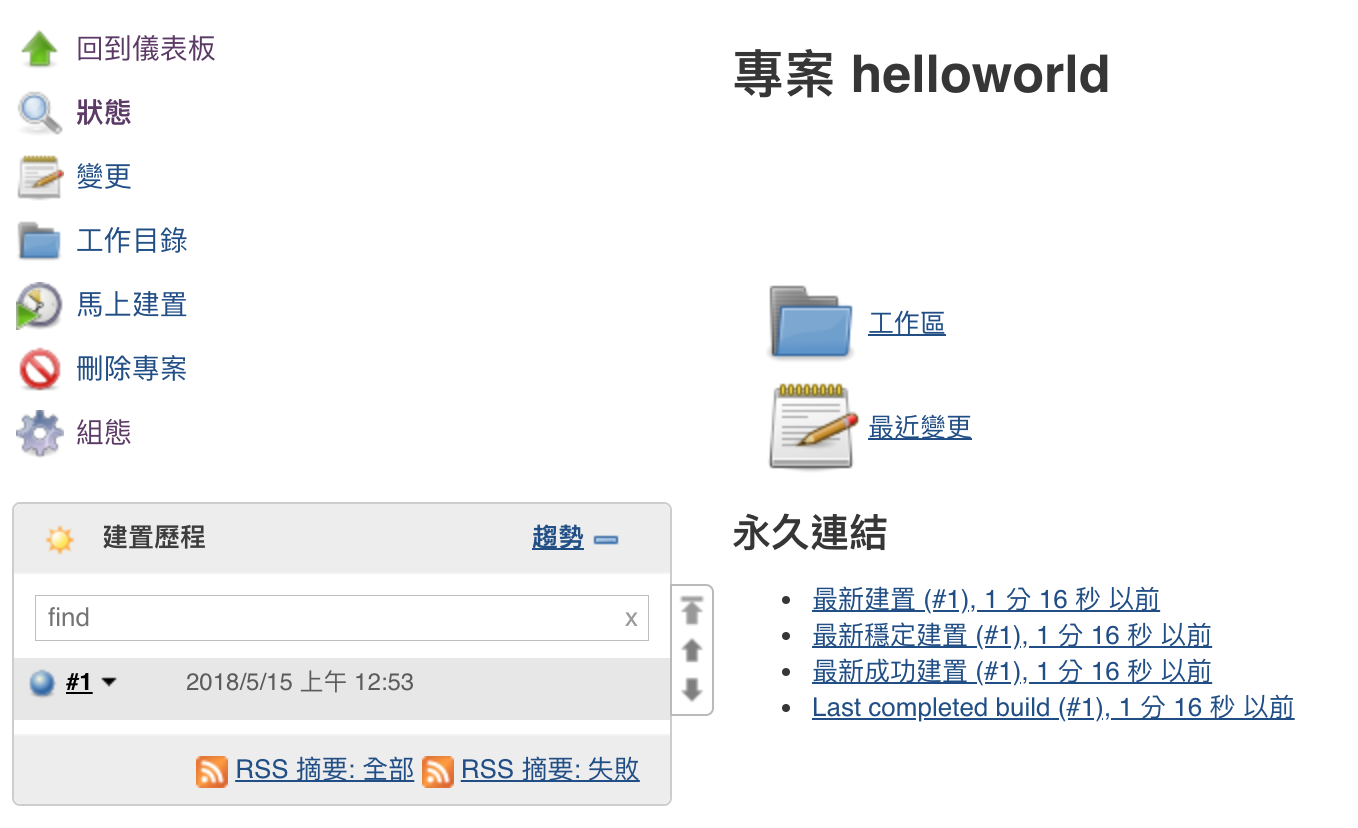 回到儀表板
狀態
變更
工作目錄
馬上建置
刪除專案
組態
建置歷程 趨勢
find x
#1 2018/5/15 上午 12:53
RSS 摘要: 全部 RSS 摘要: 失敗
專案 helloworld
工作區
最近變更
永久連結
最新建置 (#1), 1 分 16 秒 以前
最新穩定建置 (#1), 1 分 16 秒 以前
最新成功建置 (#1), 1 分 16 秒 以前
Last completed build (#1), 1 分 16 秒 以前